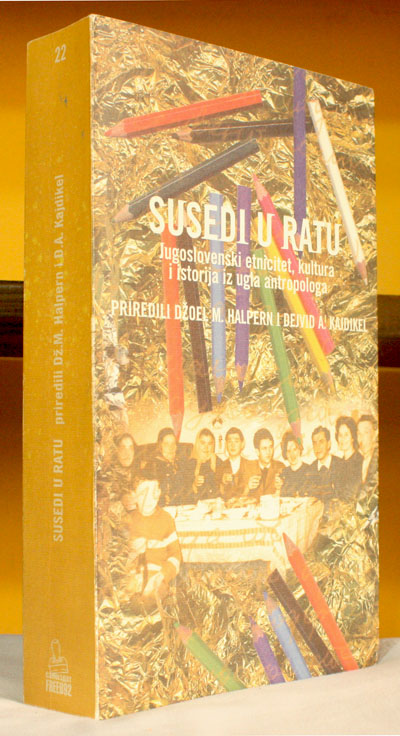 SUSEDI U RATU
Jugoslovenski etnicitet, kultura
i istorija iz ugla antropologa
PRIREDILI DŽOEL M. HALPERN I DEJVID A. KAJDIKEL
22
SUSEDI U RATU priredili Dž.M. Halpern i D.A. Kajdikel
FREEB92